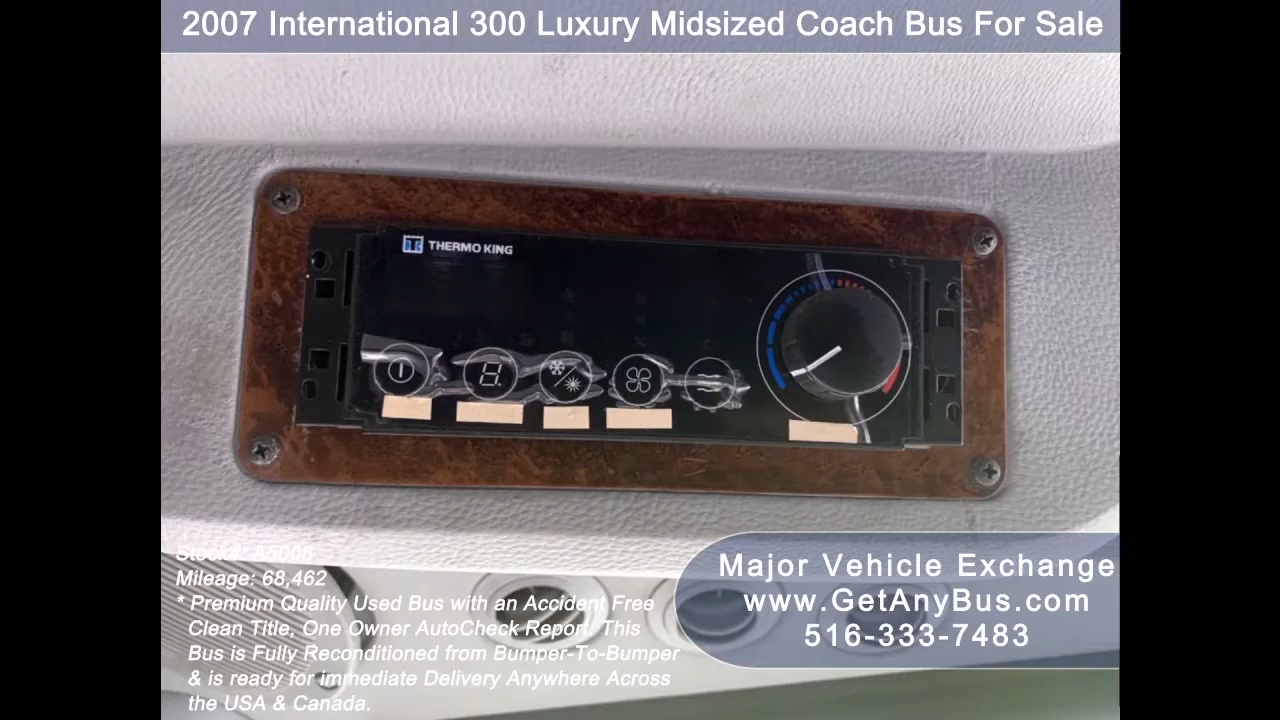 2007 International 300 Luxury Midsized Coach Bus For Sale
THERMO KING
Stock#: A5008
Mileage: 68,462
* Premium Quality Used Bus with an Accident Free
Clean Title, One Owner AutoCheck Report. This
Bus is Fully Reconditioned from Bumper-To-Bumper
& is ready for immediate Delivery Anywhere Across
the USA & Canada.
Major Vehicle Exchange
www.GetAnyBus.com
516-333-7483